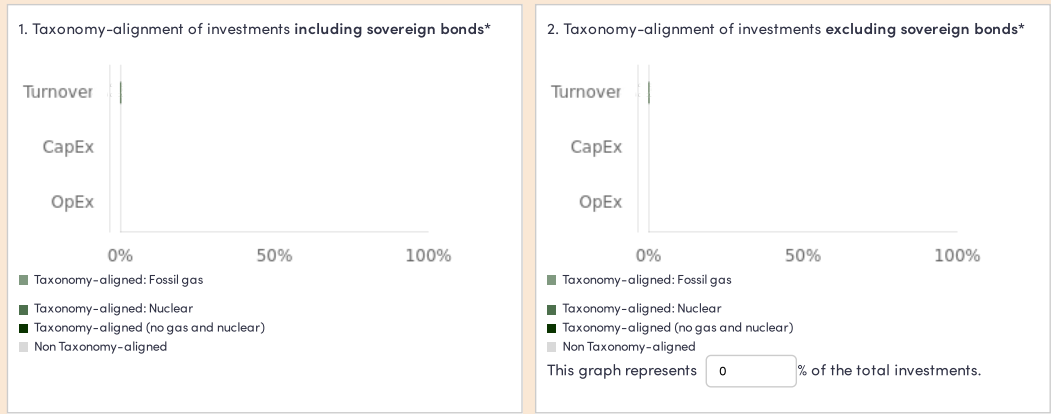 1. Taxonomy-alignment of investments including sovereign bonds*
Turnover
CapEx
OpEx
0% 50% 100%
Taxonomy-aligned: Fossil gas
Taxonomy-aligned: Nuclear
Taxonomy-aligned (no gas and nuclear)
Non Taxonomy-aligned
2. Taxonomy-alignment of investments excluding sovereign bonds*
Turnover
CapEx
OpEx
0% 50% 100%
Taxonomy-aligned: Fossil gas
Taxonomy-aligned: Nuclear
Taxonomy-aligned (no gas and nuclear)
Non Taxonomy-aligned
This graph represents 0 % of the total investments.